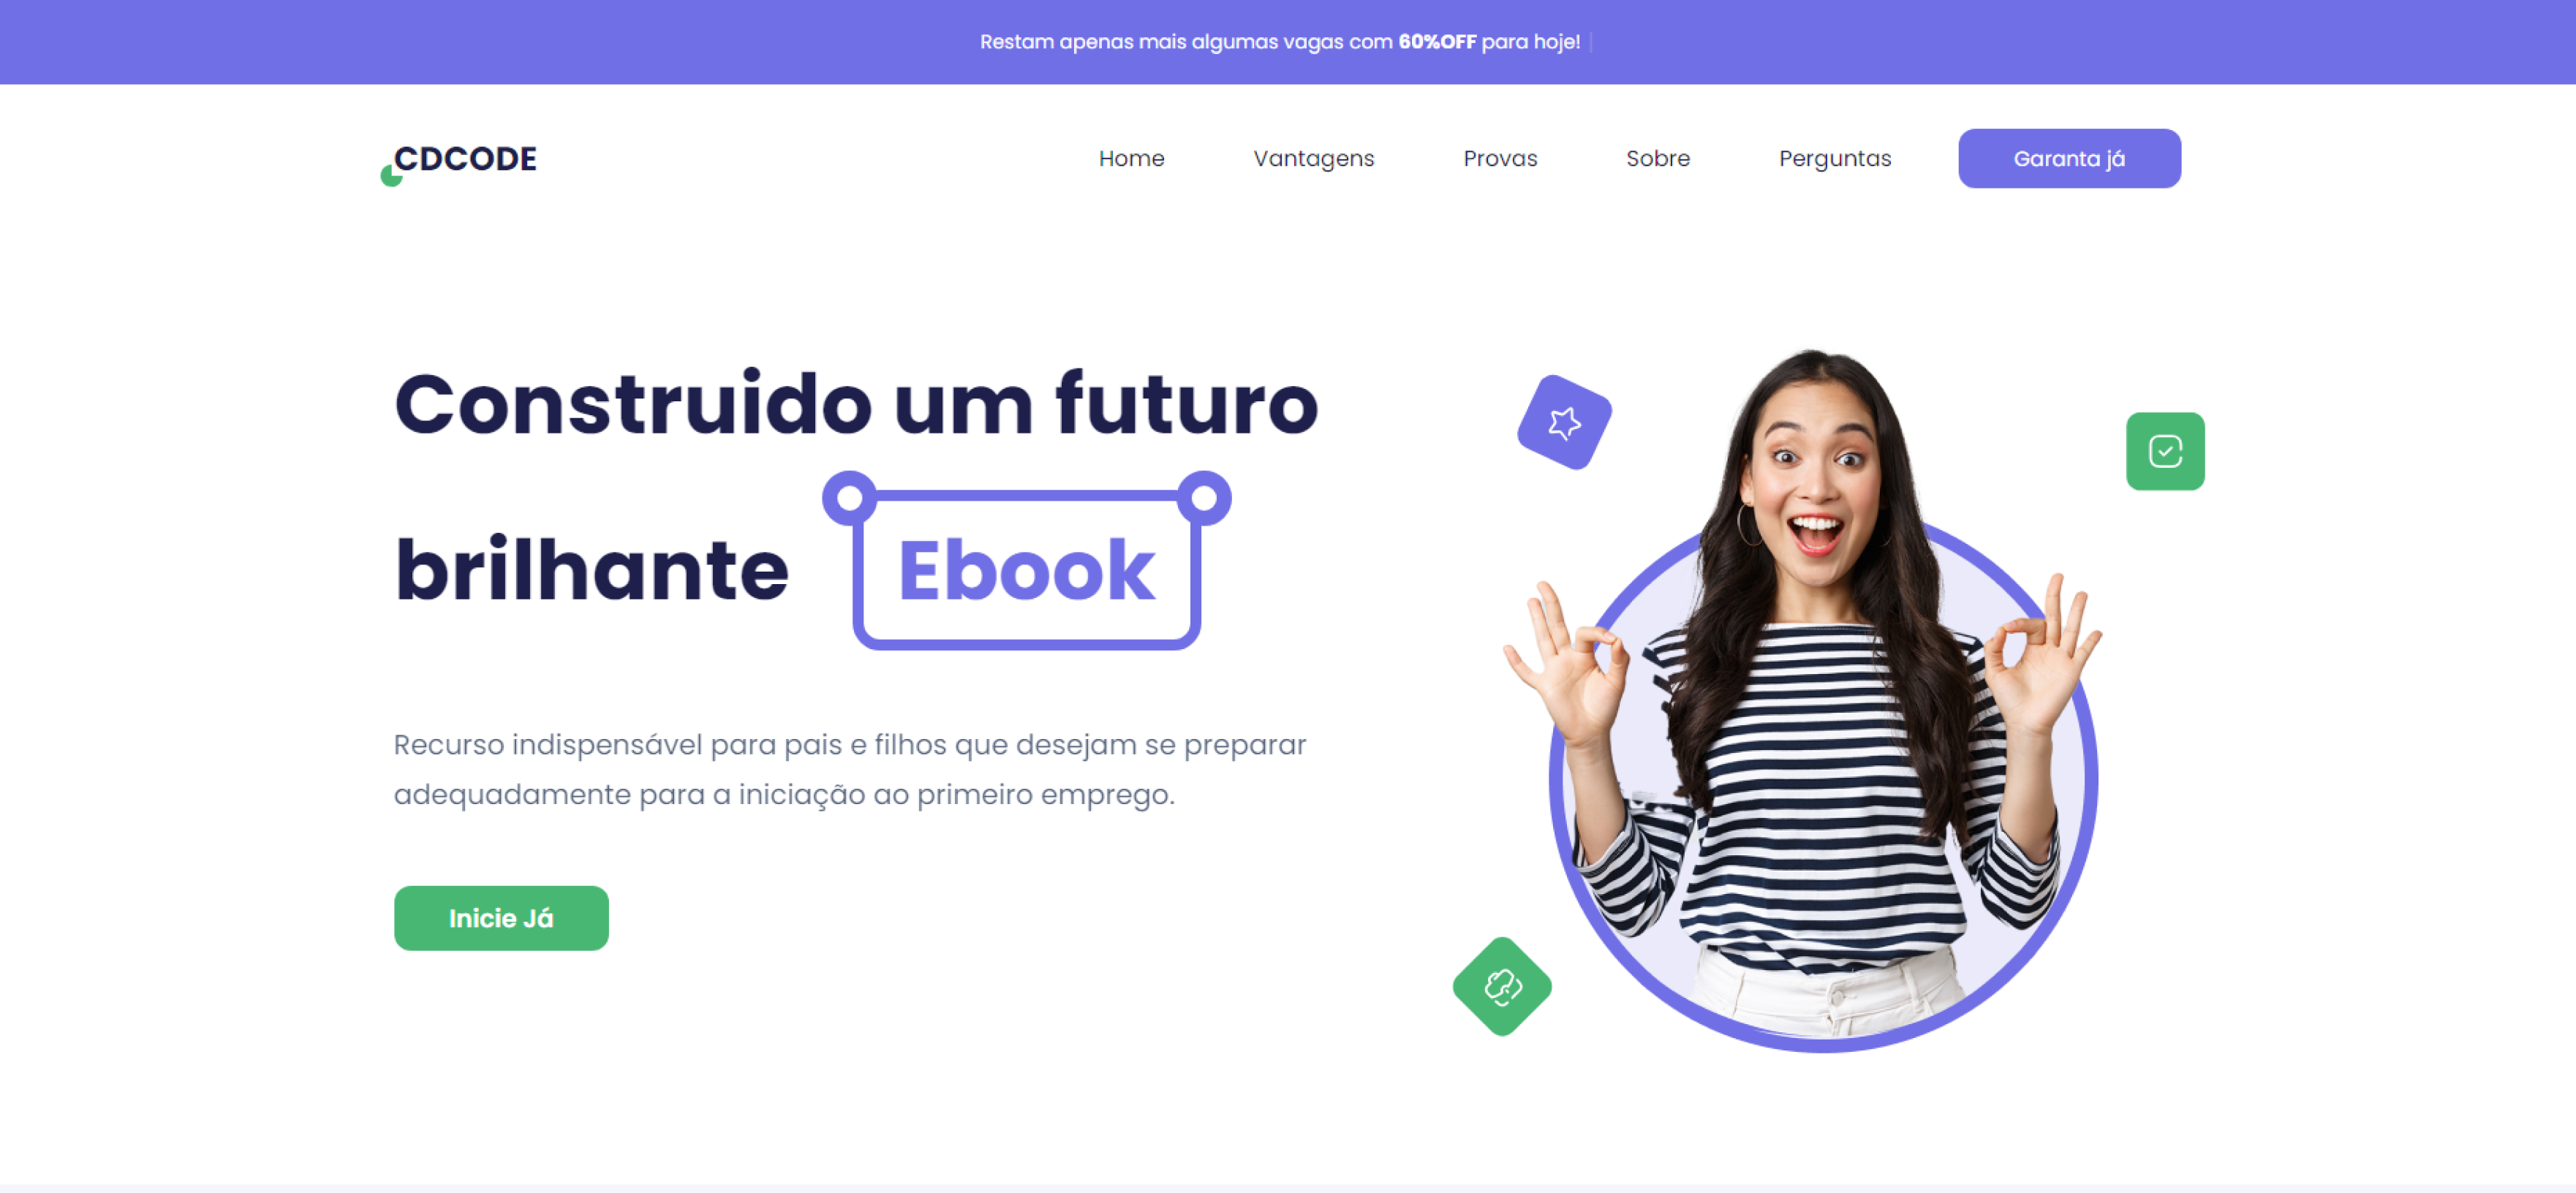 Restam apenas mais algumas vagas com 60%OFF para hoje!
CDCODE
Home Vantagens Provas Sobre Perguntas Garanta já
Construido um futuro
brilhante Ebook
Recurso indispensável para pais e filhos que desejam se preparar
adequadamente para a iniciação ao primeiro emprego.
Inicie Já